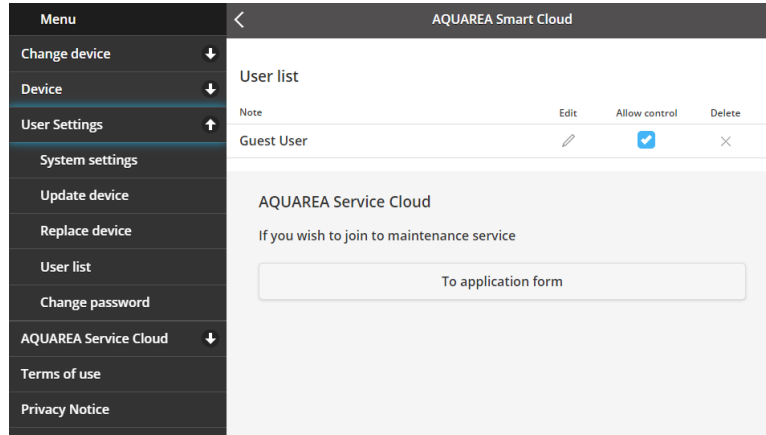 Menu
Change device
Device
User Settings
System settings
Update device
Replace device
User list
Change password
AQUAREA Service Cloud
Terms of use
Privacy Notice
AQUAREA Smart Cloud
User list
Note Edit Allow control Delete
Guest User
AQUAREA Service Cloud
If you wish to join to maintenance service
To application form